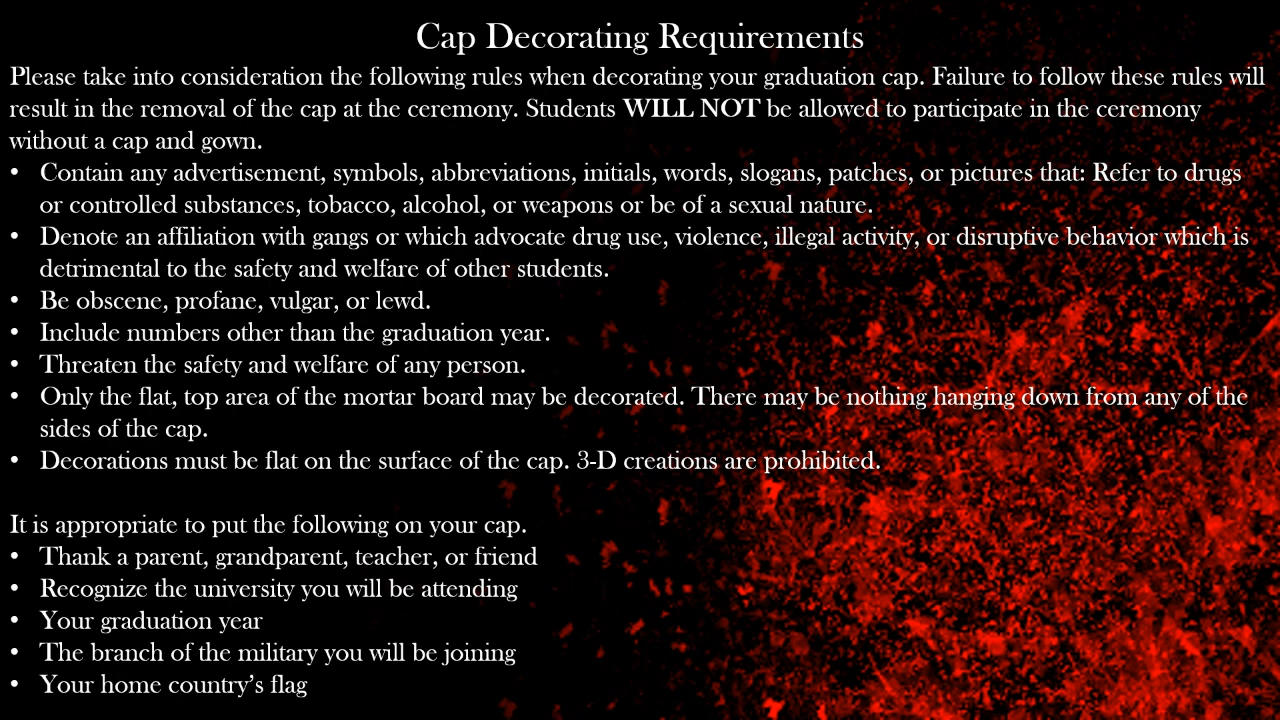 Cap Decorating Requirements
Please take into consideration the following rules when decorating your graduation cap. Failure to follow these rules will
result in the removal of the cap at the ceremony. Students WILL NOT be allowed to participate in the ceremony
without a cap and gown.
• Contain any advertisement, symbols, abbreviations, initials, words, slogans, patches, or pictures that: Refer to drugs
or controlled substances, tobacco, alcohol, or weapons or be of a sexual nature.
• Denote an affiliation with gangs or which advocate drug use, violence, illegal activity, or disruptive behavior which is
detrimental to the safety and welfare of other students.
• Be obscene, profane, vulgar, or lewd.
• Include numbers other than the graduation year.
• Threaten the safety and welfare of any person.
• Only the flat, top area of the mortar board may be decorated. There may be nothing hanging down from any of the
sides of the cap.
• Decorations must be flat on the surface of the cap. 3-D creations are prohibited.
It is appropriate to put the following on your cap.
• Thank a parent, grandparent, teacher, or friend
• Recognize the university you will be attending
• Your graduation year
• The branch of the military you will be joining
• Your home country’s flag